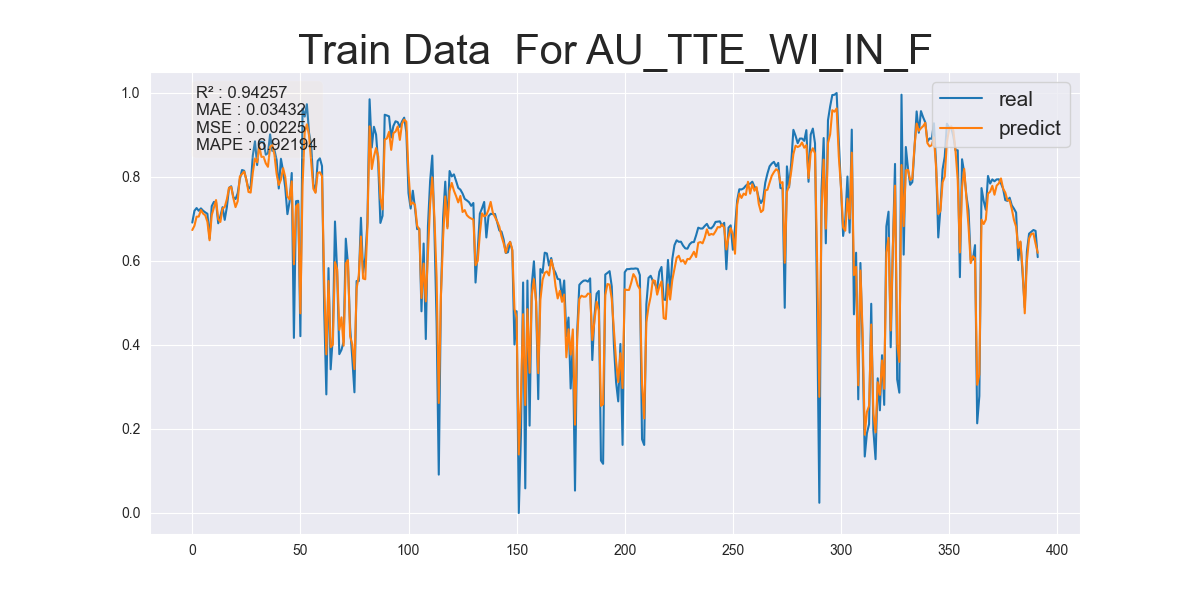 Train Data  For AU_TTE_WI_IN_F
R² : 0.94257
MAE : 0.03432
MSE : 0.00225
MAPE : 6.92194
real
predict
1.0
0.8
0.6
0.4
0.2
0.0
0 50 100 150 200 250 300 350 400